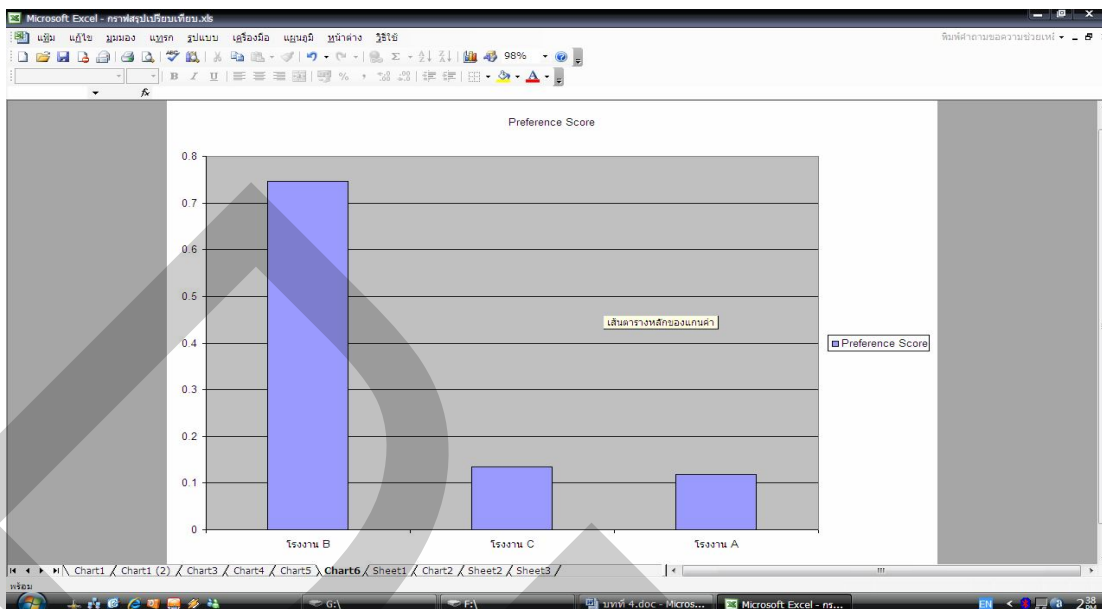 Microsoft Excel - กราฟสรุปเปรียบเทียบ.xls
แฟ้ม แก้ไข มุมมอง แทรก รูปแบบ เครื่องมือ แผนภูมิ หน้าต่าง วิธีใช้ พิมพ์คำถามขอความช่วยเหลื
98%
B I U %
fx
Preference Score
0.8
0.7
0.6
0.5
เส้นตารางหลักของแกนค่า
0.4
Preference Score
0.3
0.2
0.1
0
โรงงาน B โรงงาน C โรงงาน A
Chart1 Chart1 (2) Chart3 Chart4 Chart5 Chart6 Sheet1 Chart2 Sheet2 Sheet3
พร้อม
G:\ F:\ บทที่ 4.doc - Micros... Microsoft Excel - กร... EN 2 38 PM